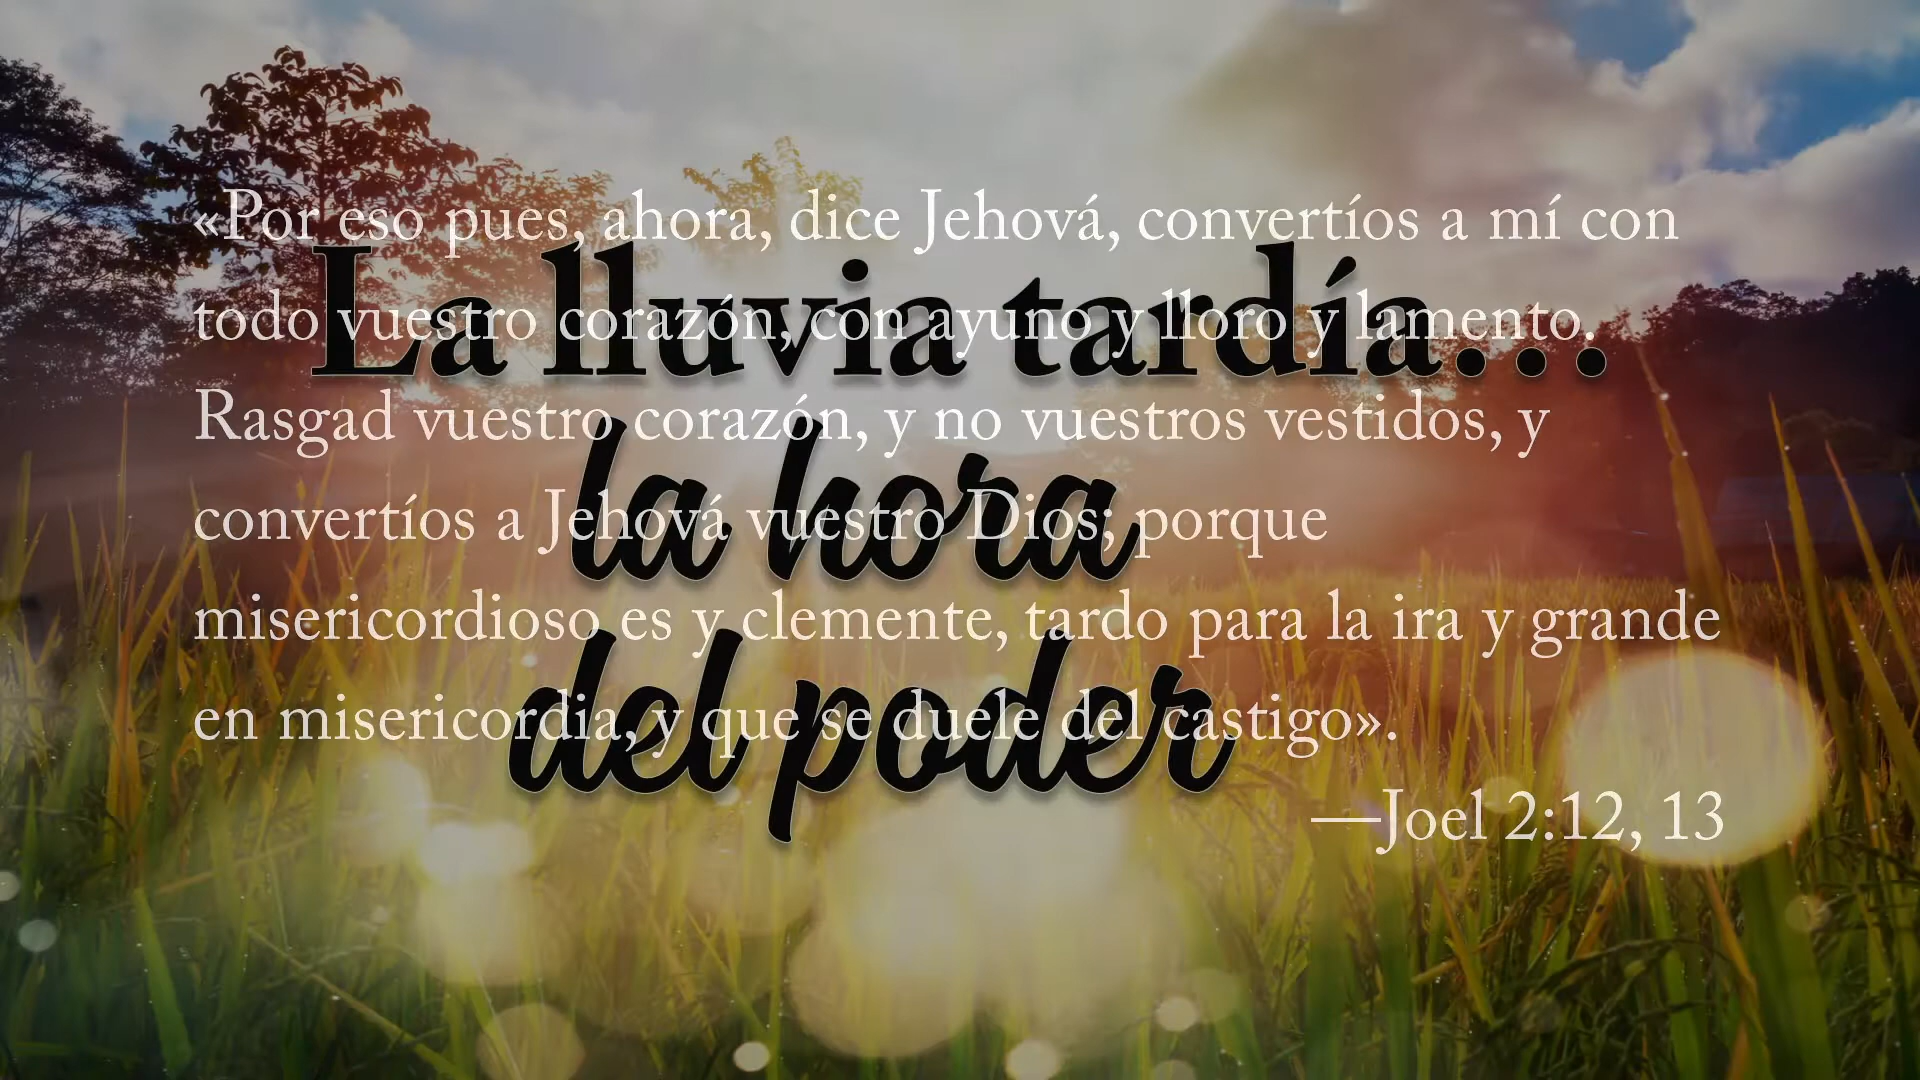 «Por eso pues, ahora, dice Jehová, convertíos a mí con
todo vuestro corazón, con ayuno y lloro y lamento.
Rasgad vuestro corazón, y no vuestros vestidos, y
convertíos a Jehová vuestro Dios; porque
misericordioso es y clemente, tardo para la ira y grande
en misericordia, y que se duele del castigo».
—Joel 2:12, 13
La lluvia tardía...
la hora
del poder